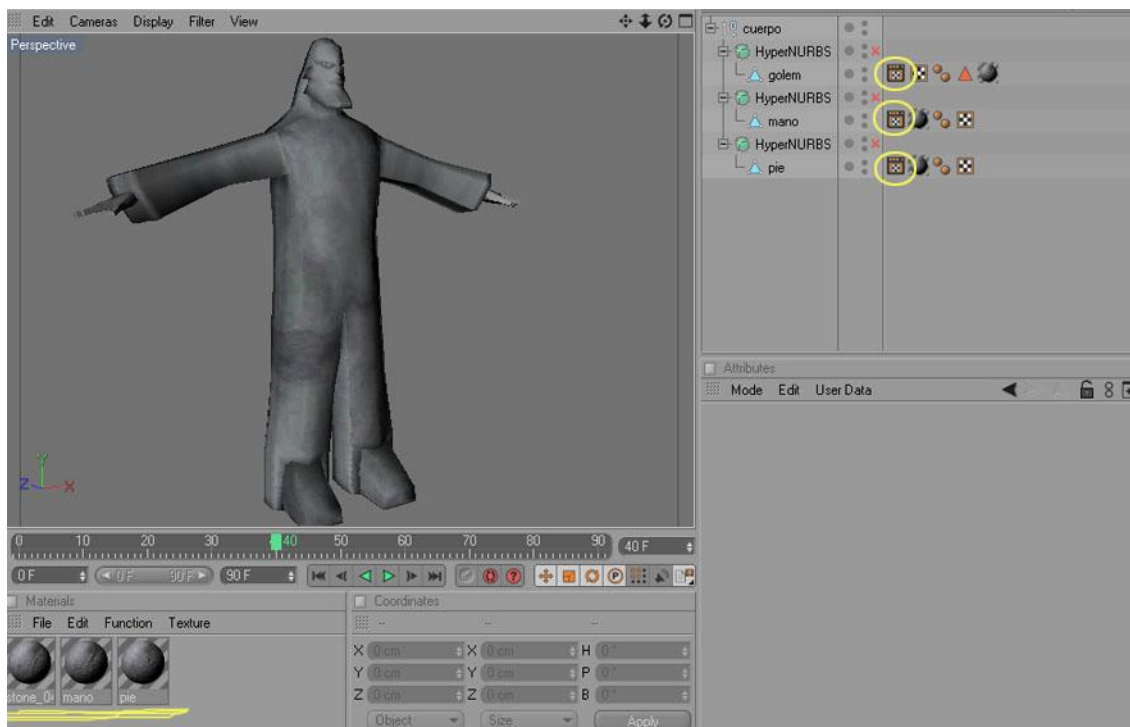 Edit Cameras Display Filter View
Perspective
Y
Z X
0 10 20 30 40 50 60 70 80 90 40 F
0 F 0 F 90 F 90 F
P
Materials
File Edit Function Texture
stone_0 mano pie
Coordinates
-- -- --
X 0 cm X 0 cm H 0 °
Y 0 cm Y 0 cm P 0 °
Z 0 cm Z 0 cm B 0 °
Object Size Apply
cuerpo
HyperNURBS
golem
HyperNURBS
mano
HyperNURBS
pie
Attributes
Mode Edit User Data